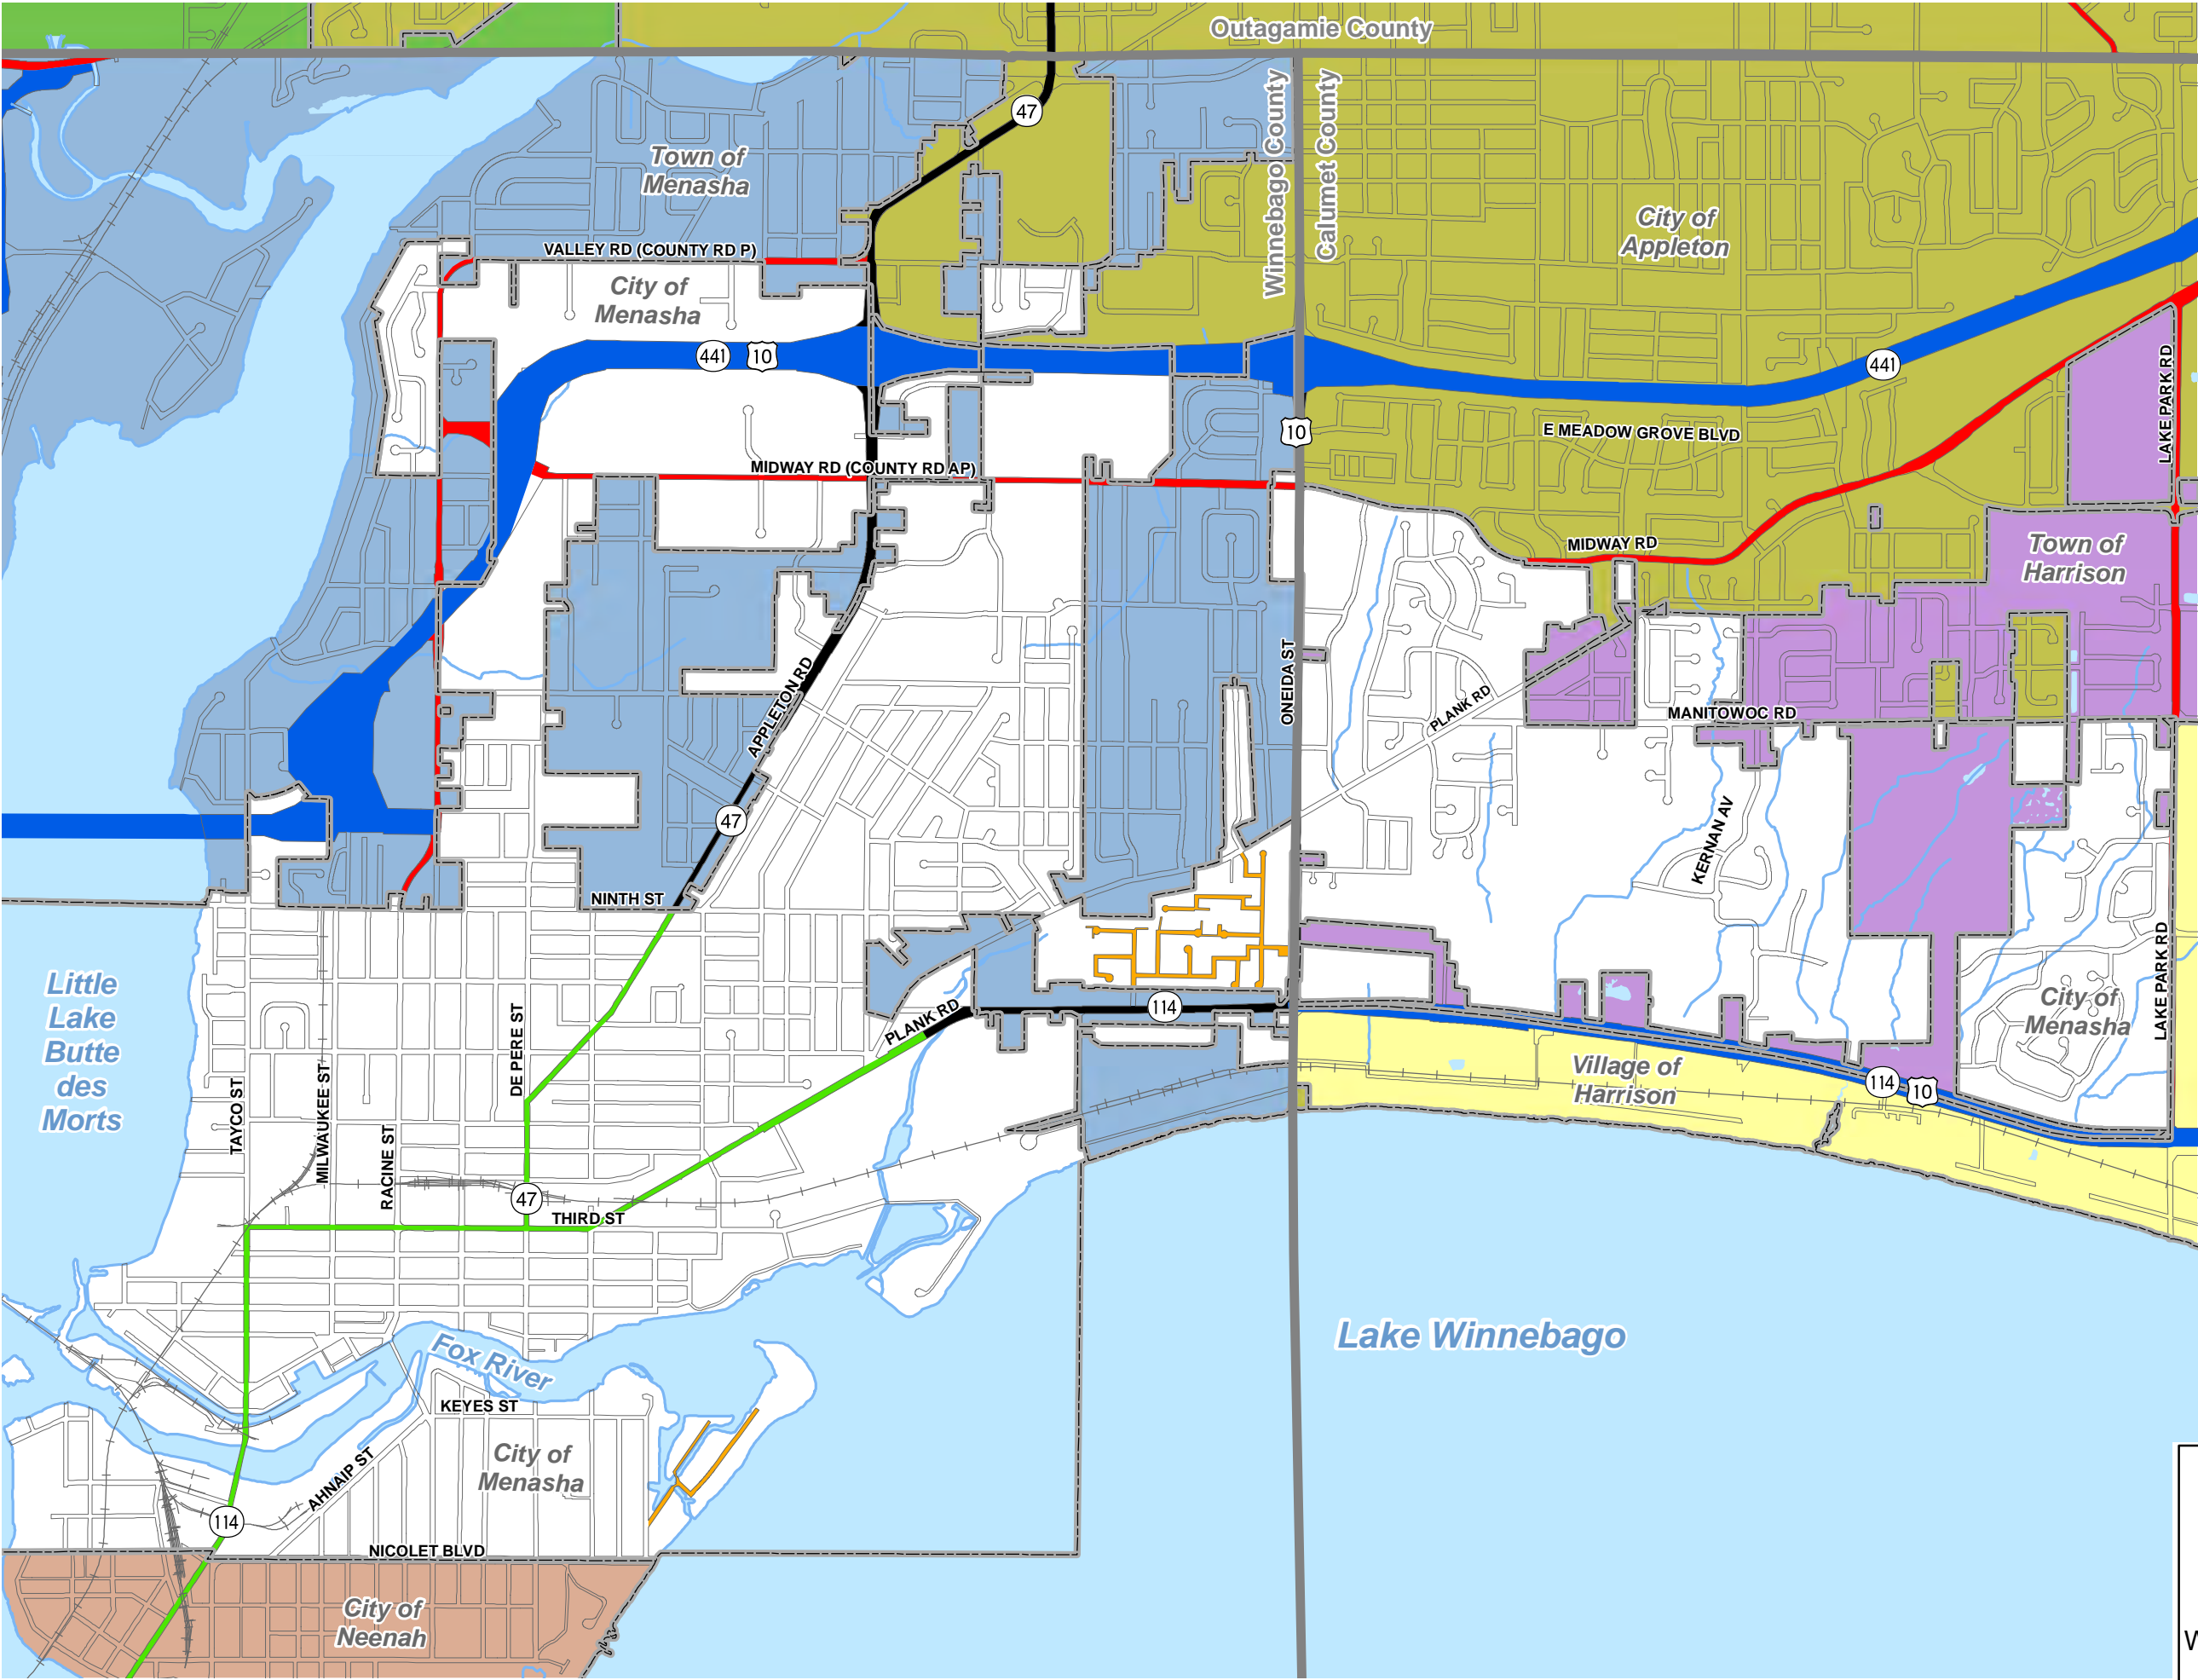 Outagamie County
Winnebago County
Calumet County
47
Town of
Menasha
City of
Appleton
VALLEY RD (COUNTY RD P)
City of
Menasha
441
10
441
LAKE PARK RD
10
E MEADOW GROVE BLVD
MIDWAY RD (COUNTY RD AP)
MIDWAY RD
Town of
Harrison
ONEIDA ST
APPLETON RD
PLANK RD
MANITOWOC RD
47
KERNAN AV
NINTH ST
LAKE PARK RD
Little
Lake
Butte
des
Morts
PLANK RD
114
City of
Menasha
DE PERE ST
Village of
Harrison
114
10
TAYCO ST
MILWAUKEE ST
RACINE ST
47
THIRD ST
Lake Winnebago
Fox River
KEYES ST
City of
Menasha
AHNAIP ST
114
NICOLET BLVD
City of
Neenah
W